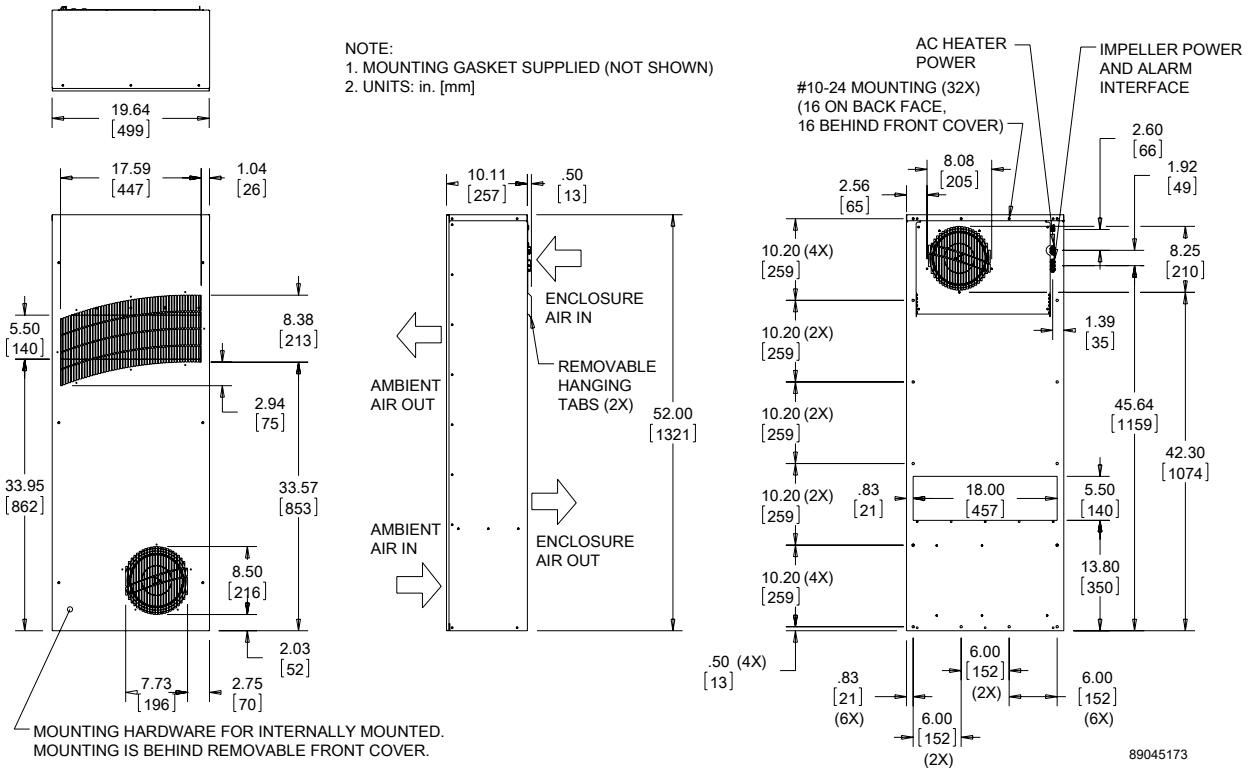 NOTE:
1. MOUNTING GASKET SUPPLIED (NOT SHOWN)
2. UNITS: in. [mm]
19.64
[499]
17.59
[447]
1.04
[26]
5.50
[140]
8.38
[213]
2.94
[75]
33.95
[862]
33.57
[853]
8.50
[216]
2.03
[52]
7.73
[196]
2.75
[70]
MOUNTING HARDWARE FOR INTERNALLY MOUNTED.
MOUNTING IS BEHIND REMOVABLE FRONT COVER.
10.11
[257]
.50
[13]
ENCLOSURE
AIR IN
AMBIENT
AIR OUT
REMOVABLE
HANGING
TABS (2X)
52.00
[1321]
AMBIENT
AIR IN
ENCLOSURE
AIR OUT
AC HEATER
POWER
IMPELLER POWER
AND ALARM
INTERFACE
#10-24 MOUNTING (32X)
(16 ON BACK FACE,
16 BEHIND FRONT COVER)
2.60
[66]
8.08
[205]
1.92
[49]
2.56
[65]
10.20 (4X)
[259]
8.25
[210]
10.20 (2X)
[259]
1.39
[35]
10.20 (2X)
[259]
45.64
[1159]
42.30
[1074]
10.20 (2X)
[259]
.83
[21]
18.00
[457]
5.50
[140]
10.20 (4X)
[259]
13.80
[350]
.50 (4X)
[13]
.83
[21]
(6X)
6.00
[152]
(2X)
6.00
[152]
(2X)
6.00
[152]
(6X)
89045173